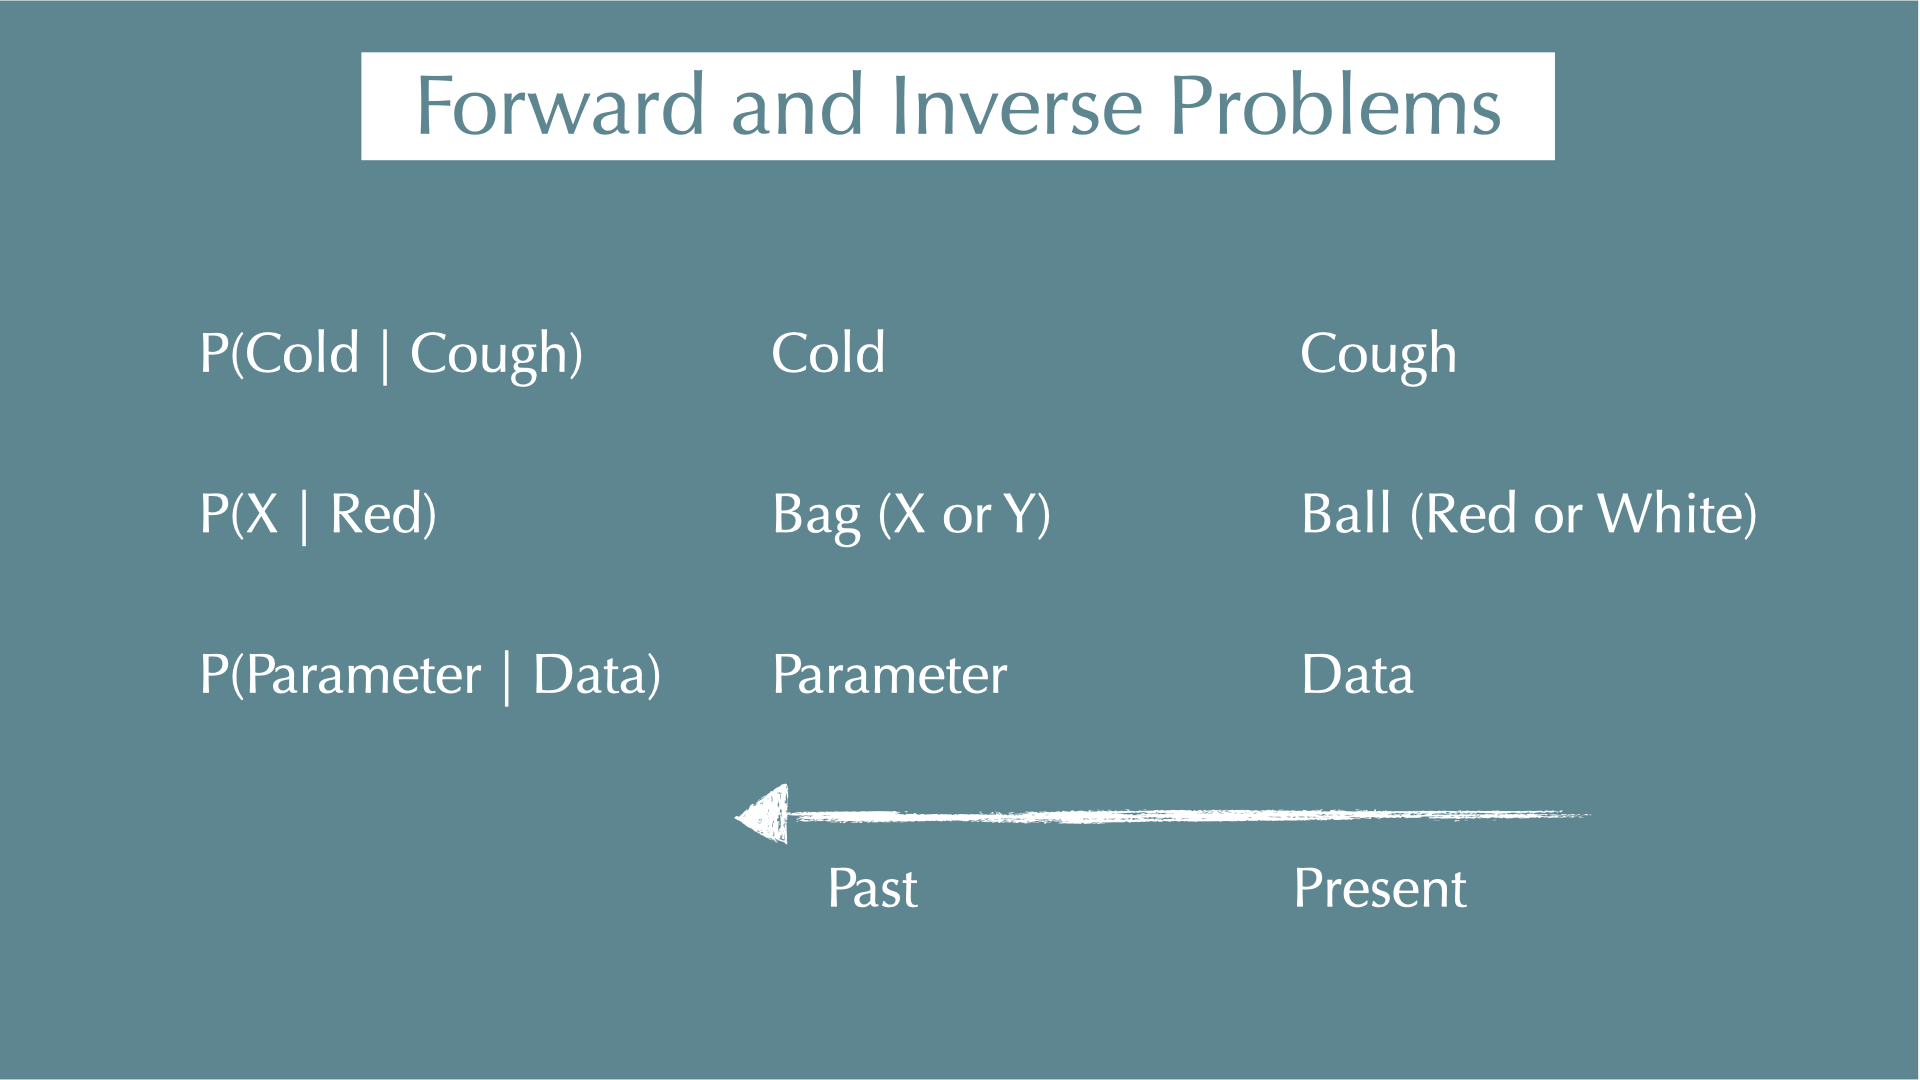 Forward and Inverse Problems
P(Cold | Cough) Cold Cough
P(X | Red) Bag (X or Y) Ball (Red or White)
P(Parameter | Data) Parameter Data
Past Present